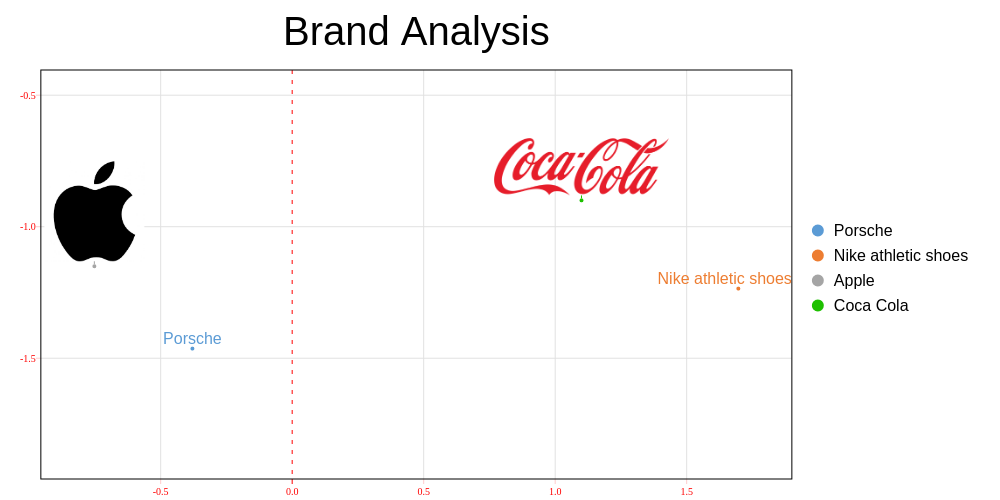 Brand Analysis
-0.5
Coca-Cola
-1.0
Nike athletic shoes
Porsche
-1.5
-0.5 0.0 0.5 1.0 1.5
Porsche
Nike athletic shoes
Apple
Coca Cola